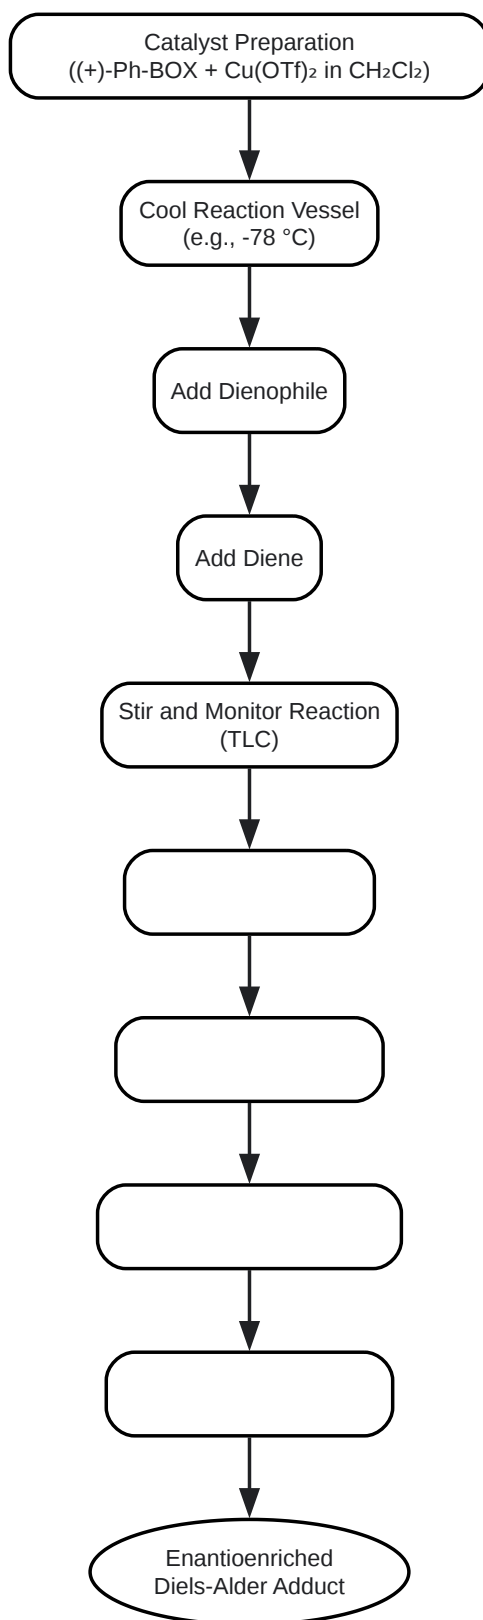 Catalyst Preparation
((+)-Ph-BOX + Cu(OTf)₂ in CH₂Cl₂)
Cool Reaction Vessel
(e.g., -78 °C)
Add Dienophile
Add Diene
Stir and Monitor Reaction
(TLC)
Enantioenriched
Diels-Alder Adduct